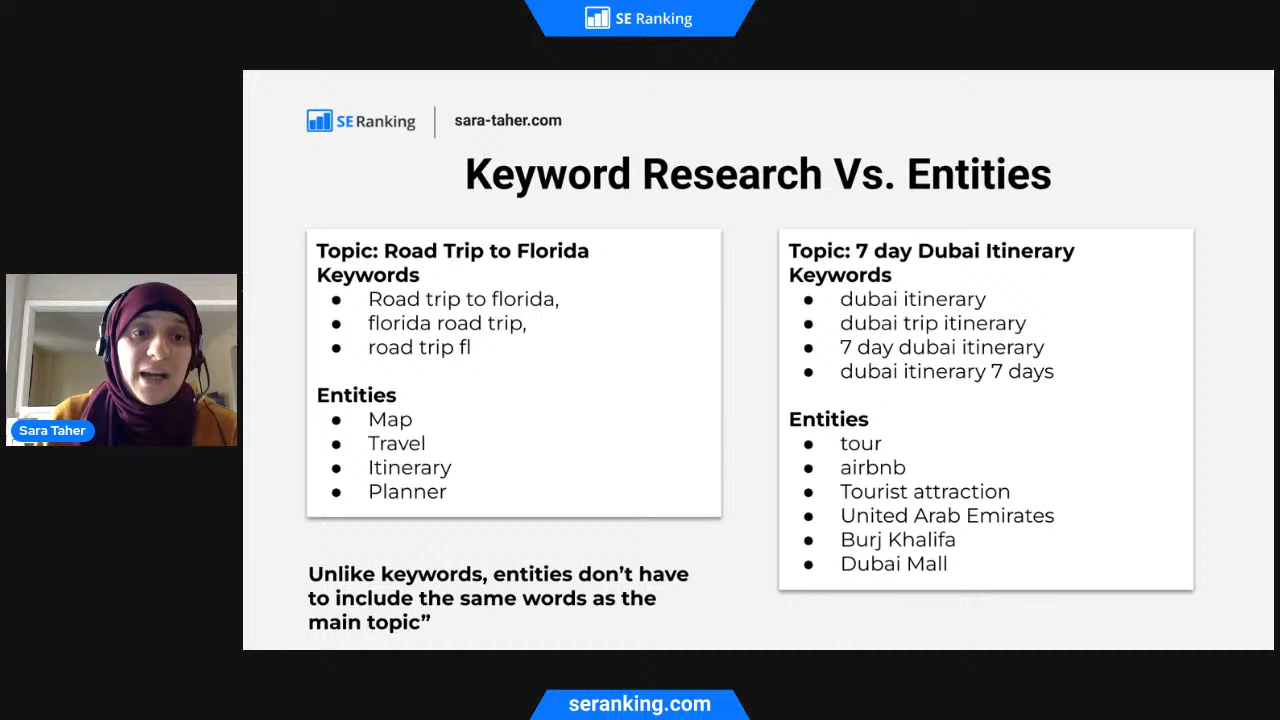 SE Ranking
SE Ranking
sara-taher.com
Keyword Research Vs. Entities
Topic: Road Trip to Florida
Keywords
● Road trip to florida,
● florida road trip,
● road trip fl
Entities
● Map
● Travel
● Itinerary
● Planner
Unlike keywords, entities don’t have
to include the same words as the
main topic”
Topic: 7 day Dubai Itinerary
Keywords
● dubai itinerary
● dubai trip itinerary
● 7 day dubai itinerary
● dubai itinerary 7 days
Entities
● tour
● airbnb
● Tourist attraction
● United Arab Emirates
● Burj Khalifa
● Dubai Mall
Sara Taher
seranking.com